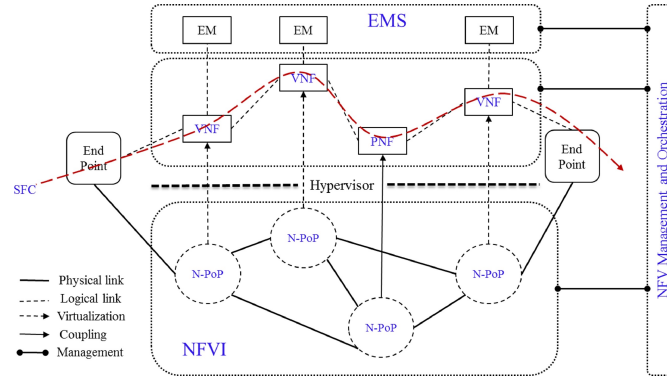 EM
EM
EMS
EM
VNF
VNF
VNF
PNF
End
Point
End
Point
SFC
Hypervisor
N-PoP
N-PoP
N-PoP
N-PoP
NFVI
Physical link
Logical link
Virtualization
Coupling
Management
NFV Management and Orchestration